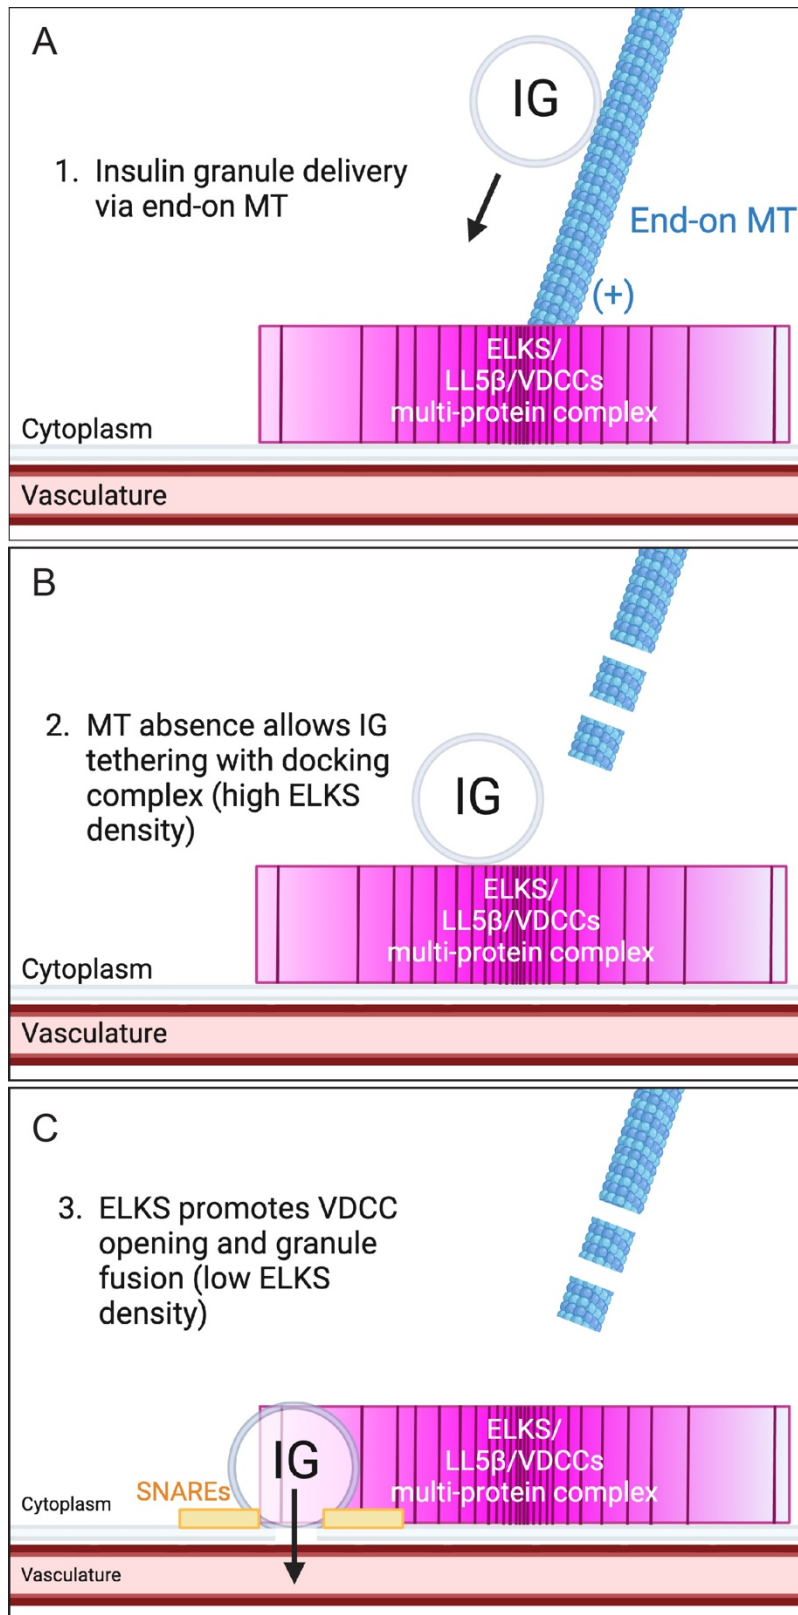 A
IG
1. Insulin granule delivery
via end-on MT
End-on MT
(+)
ELKS/
LL5β/VDCCs
multi-protein complex
Cytoplasm
Vasculature
B
2. MT absence allows IG
tethering with docking
complex (high ELKS
density)
IG
ELKS/
LL5β/VDCCs
multi-protein complex
Cytoplasm
Vasculature
C
3. ELKS promotes VDCC
opening and granule
fusion (low ELKS
density)
ELKS/
LL5β/VDCCs
multi-protein complex
IG
SNAREs
Cytoplasm
Vasculature